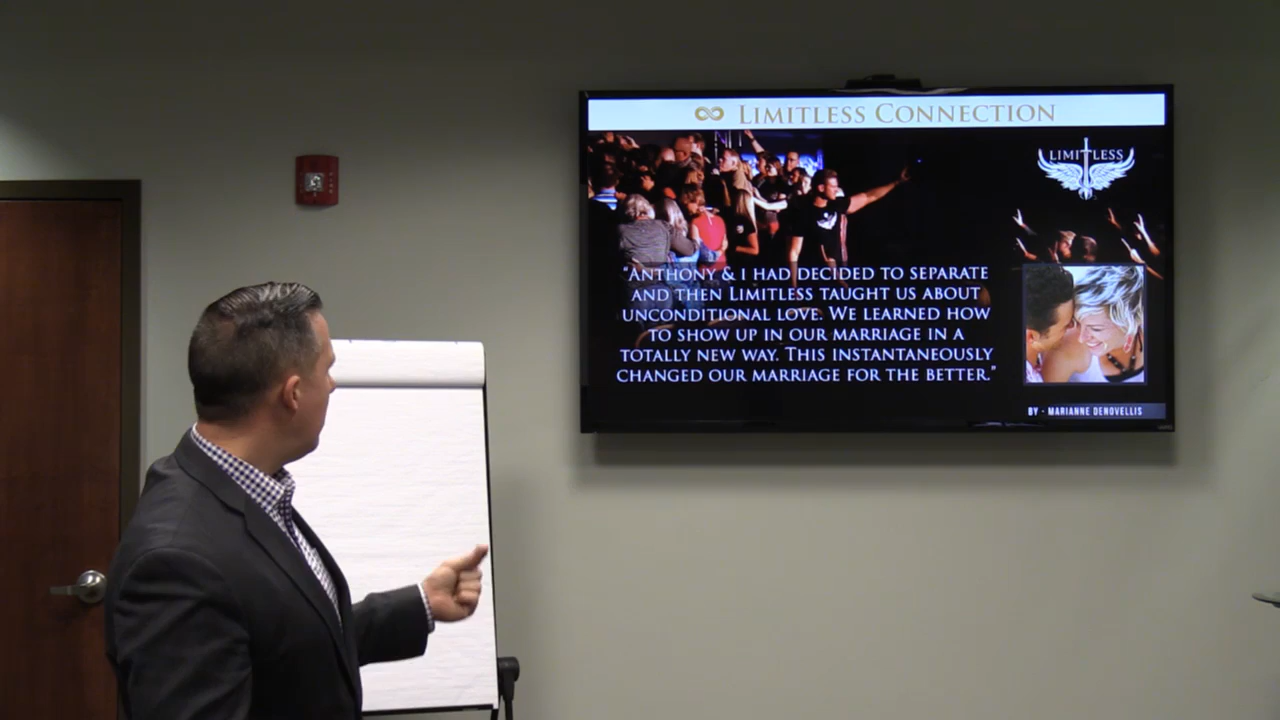 LIMITLESS CONNECTION
LIMITLESS
"ANTHONY & I HAD DECIDED TO SEPARATE
AND THEN LIMITLESS TAUGHT US ABOUT
UNCONDITIONAL LOVE. WE LEARNED HOW
TO SHOW UP IN OUR MARRIAGE IN A
TOTALLY NEW WAY. THIS INSTANTANEOUSLY
CHANGED OUR MARRIAGE FOR THE BETTER."
BY - MARIANNE DENOVELLIS